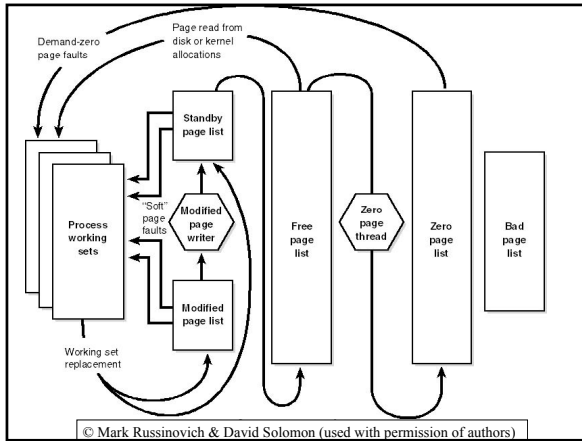 Demand-zero
page faults
Page read from
disk or kernel
allocations
Standby
page list
"Soft"
page
faults
Process
working
sets
Modified
page
writer
Free
page
list
Zero
page
thread
Zero
page
list
Bad
page
list
Modified
page list
Working set
replacement
© Mark Russinovich & David Solomon (used with permission of authors)